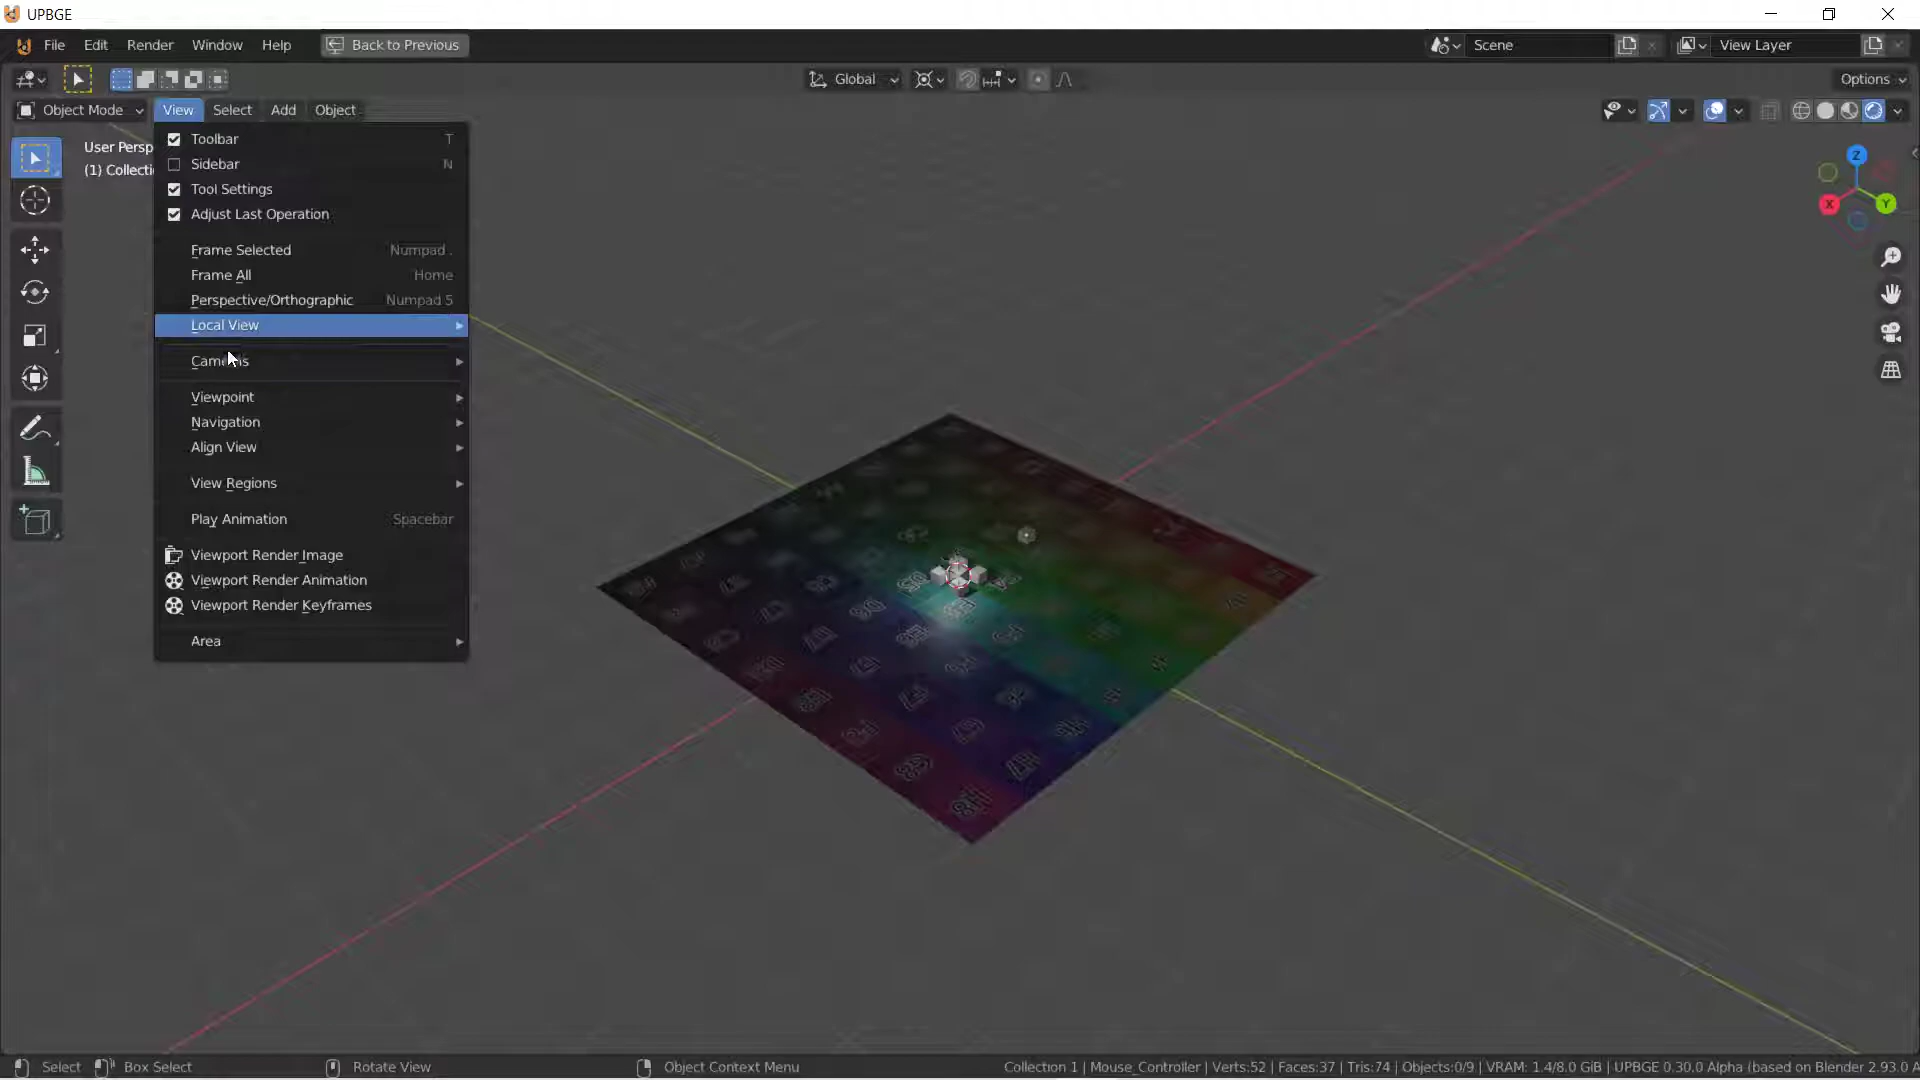 UPBGE
File Edit Render Window Help Back to Previous Scene View Layer
Global Options
Object Mode View Select Add Object
User Persp
(1) Collecti
Toolbar T
Sidebar N
Tool Settings
Adjust Last Operation
Frame Selected Numpad .
Frame All Home
Perspective/Orthographic Numpad 5
Local View
Cameras
Viewpoint
Navigation
Align View
View Regions
Play Animation Spacebar
Viewport Render Image
Viewport Render Animation
Viewport Render Keyframes
Area
Z
X Y
Select Box Select Rotate View Object Context Menu Collection 1 | Mouse_Controller | Verts:52 | Faces:37 | Tris:74 | Objects:0/9 | VRAM: 1.4/8.0 GiB | UPBGE 0.30.0 Alpha (based on Blender 2.93.0 A